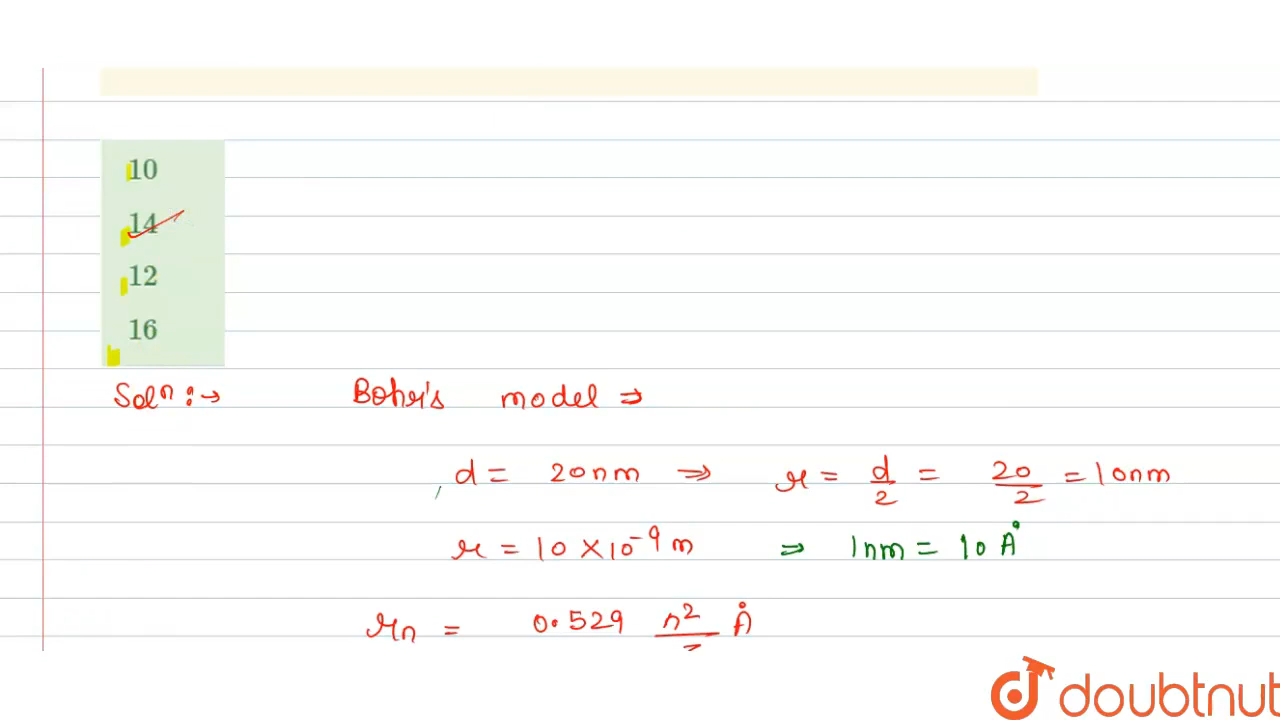 10
14
12
16
Solⁿ :→ Bohr's model ⇒
d = 20nm ⇒ r = d/2 = 20/2 = 10nm
r = 10 × 10⁻⁹ m ⇒ 1nm = 10 Å
rn = 0.529 n² Å
doubtnut